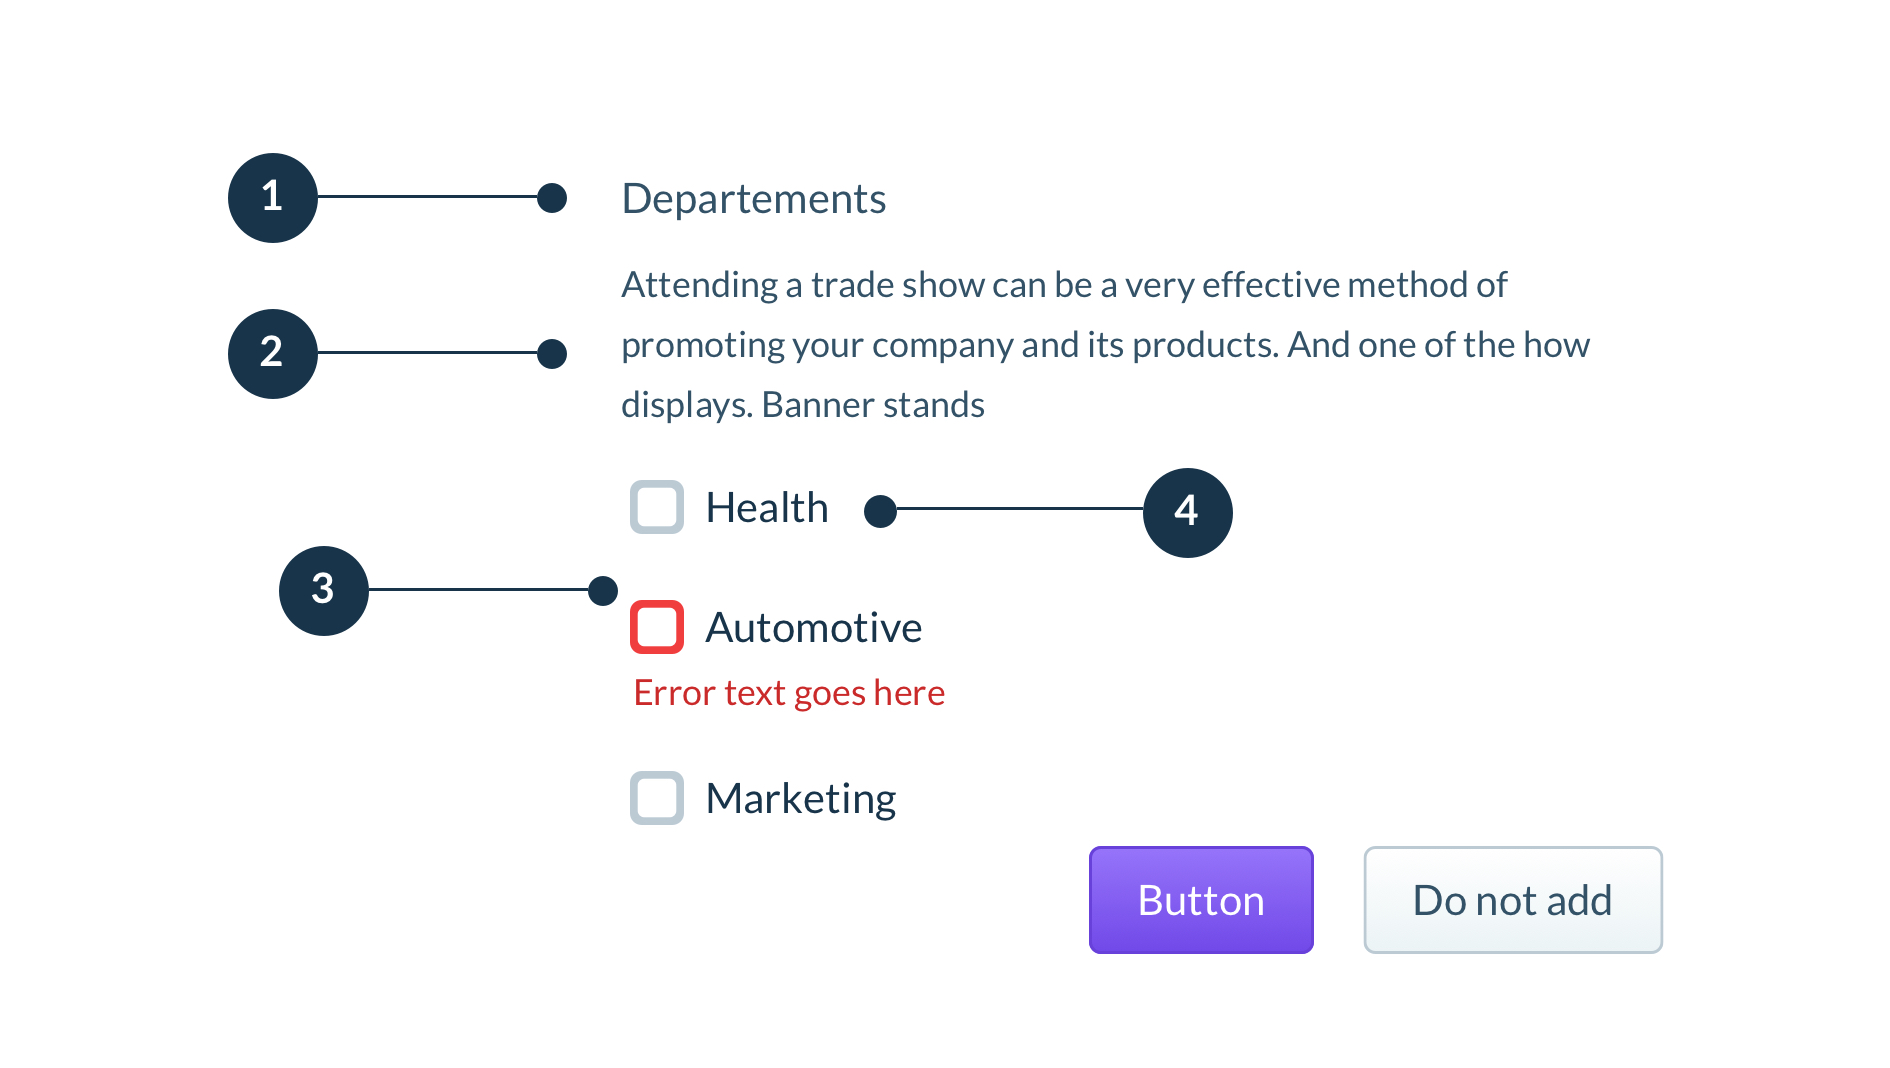 1
Departements
Attending a trade show can be a very effective method of
2
promoting your company and its products. And one of the how
displays. Banner stands
Health
4
3
Automotive
Error text goes here
Marketing
Button
Do not add